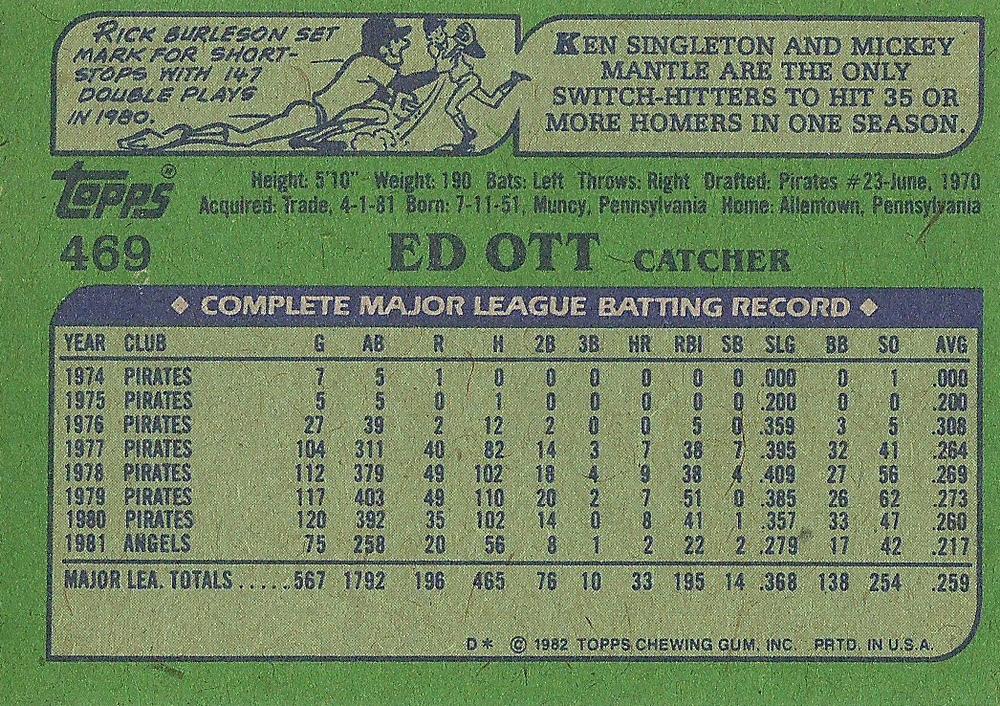 RICK BURLESON SET
MARK FOR SHORT-
STOPS WITH 147
DOUBLE PLAYS
IN 1980.
KEN SINGLETON AND MICKEY
MANTLE ARE THE ONLY
SWITCH-HITTERS TO HIT 35 OR
MORE HOMERS IN ONE SEASON.
topps®
Height: 5'10" Weight: 190 Bats: Left Throws: Right Drafted: Pirates #23-June, 1970
Acquired: Trade, 4-1-81 Born: 7-11-51, Muncy, Pennsylvania Home: Allentown, Pennsylvania
469 ED OTT CATCHER
◆ COMPLETE MAJOR LEAGUE BATTING RECORD ◆
YEAR CLUB G AB R H 2B 3B HR RBI SB SLG BB SO AVG
1974 PIRATES 7 5 1 0 0 0 0 0 0 .000 0 1 .000
1975 PIRATES 5 5 0 1 0 0 0 0 0 .200 0 0 .200
1976 PIRATES 27 39 2 12 2 0 0 5 0 .359 3 5 .308
1977 PIRATES 104 311 40 82 14 3 7 38 7 .395 32 41 .264
1978 PIRATES 112 379 49 102 18 4 9 38 4 .409 27 56 .269
1979 PIRATES 117 403 49 110 20 2 7 51 0 .385 26 62 .273
1980 PIRATES 120 392 35 102 14 0 8 41 1 .357 33 47 .260
1981 ANGELS 75 258 20 56 8 1 2 22 2 .279 17 42 .217
MAJOR LEA. TOTALS.....567 1792 196 465 76 10 33 195 14 .368 138 254 .259
D* © 1982 TOPPS CHEWING GUM, INC. PRTD. IN U.S.A.